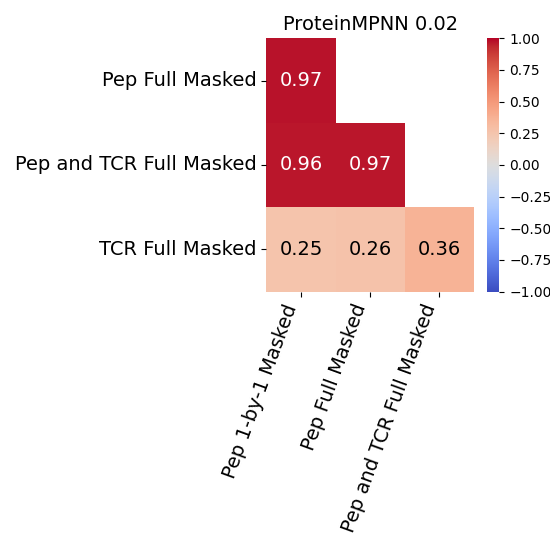 ProteinMPNN 0.02
Pep Full Masked
0.97
Pep and TCR Full Masked
0.96 0.97
TCR Full Masked
0.25 0.26 0.36
Pep 1-by-1 Masked
Pep Full Masked
Pep and TCR Full Masked
1.00
0.75
0.50
0.25
0.00
−0.25
−0.50
−0.75
−1.00